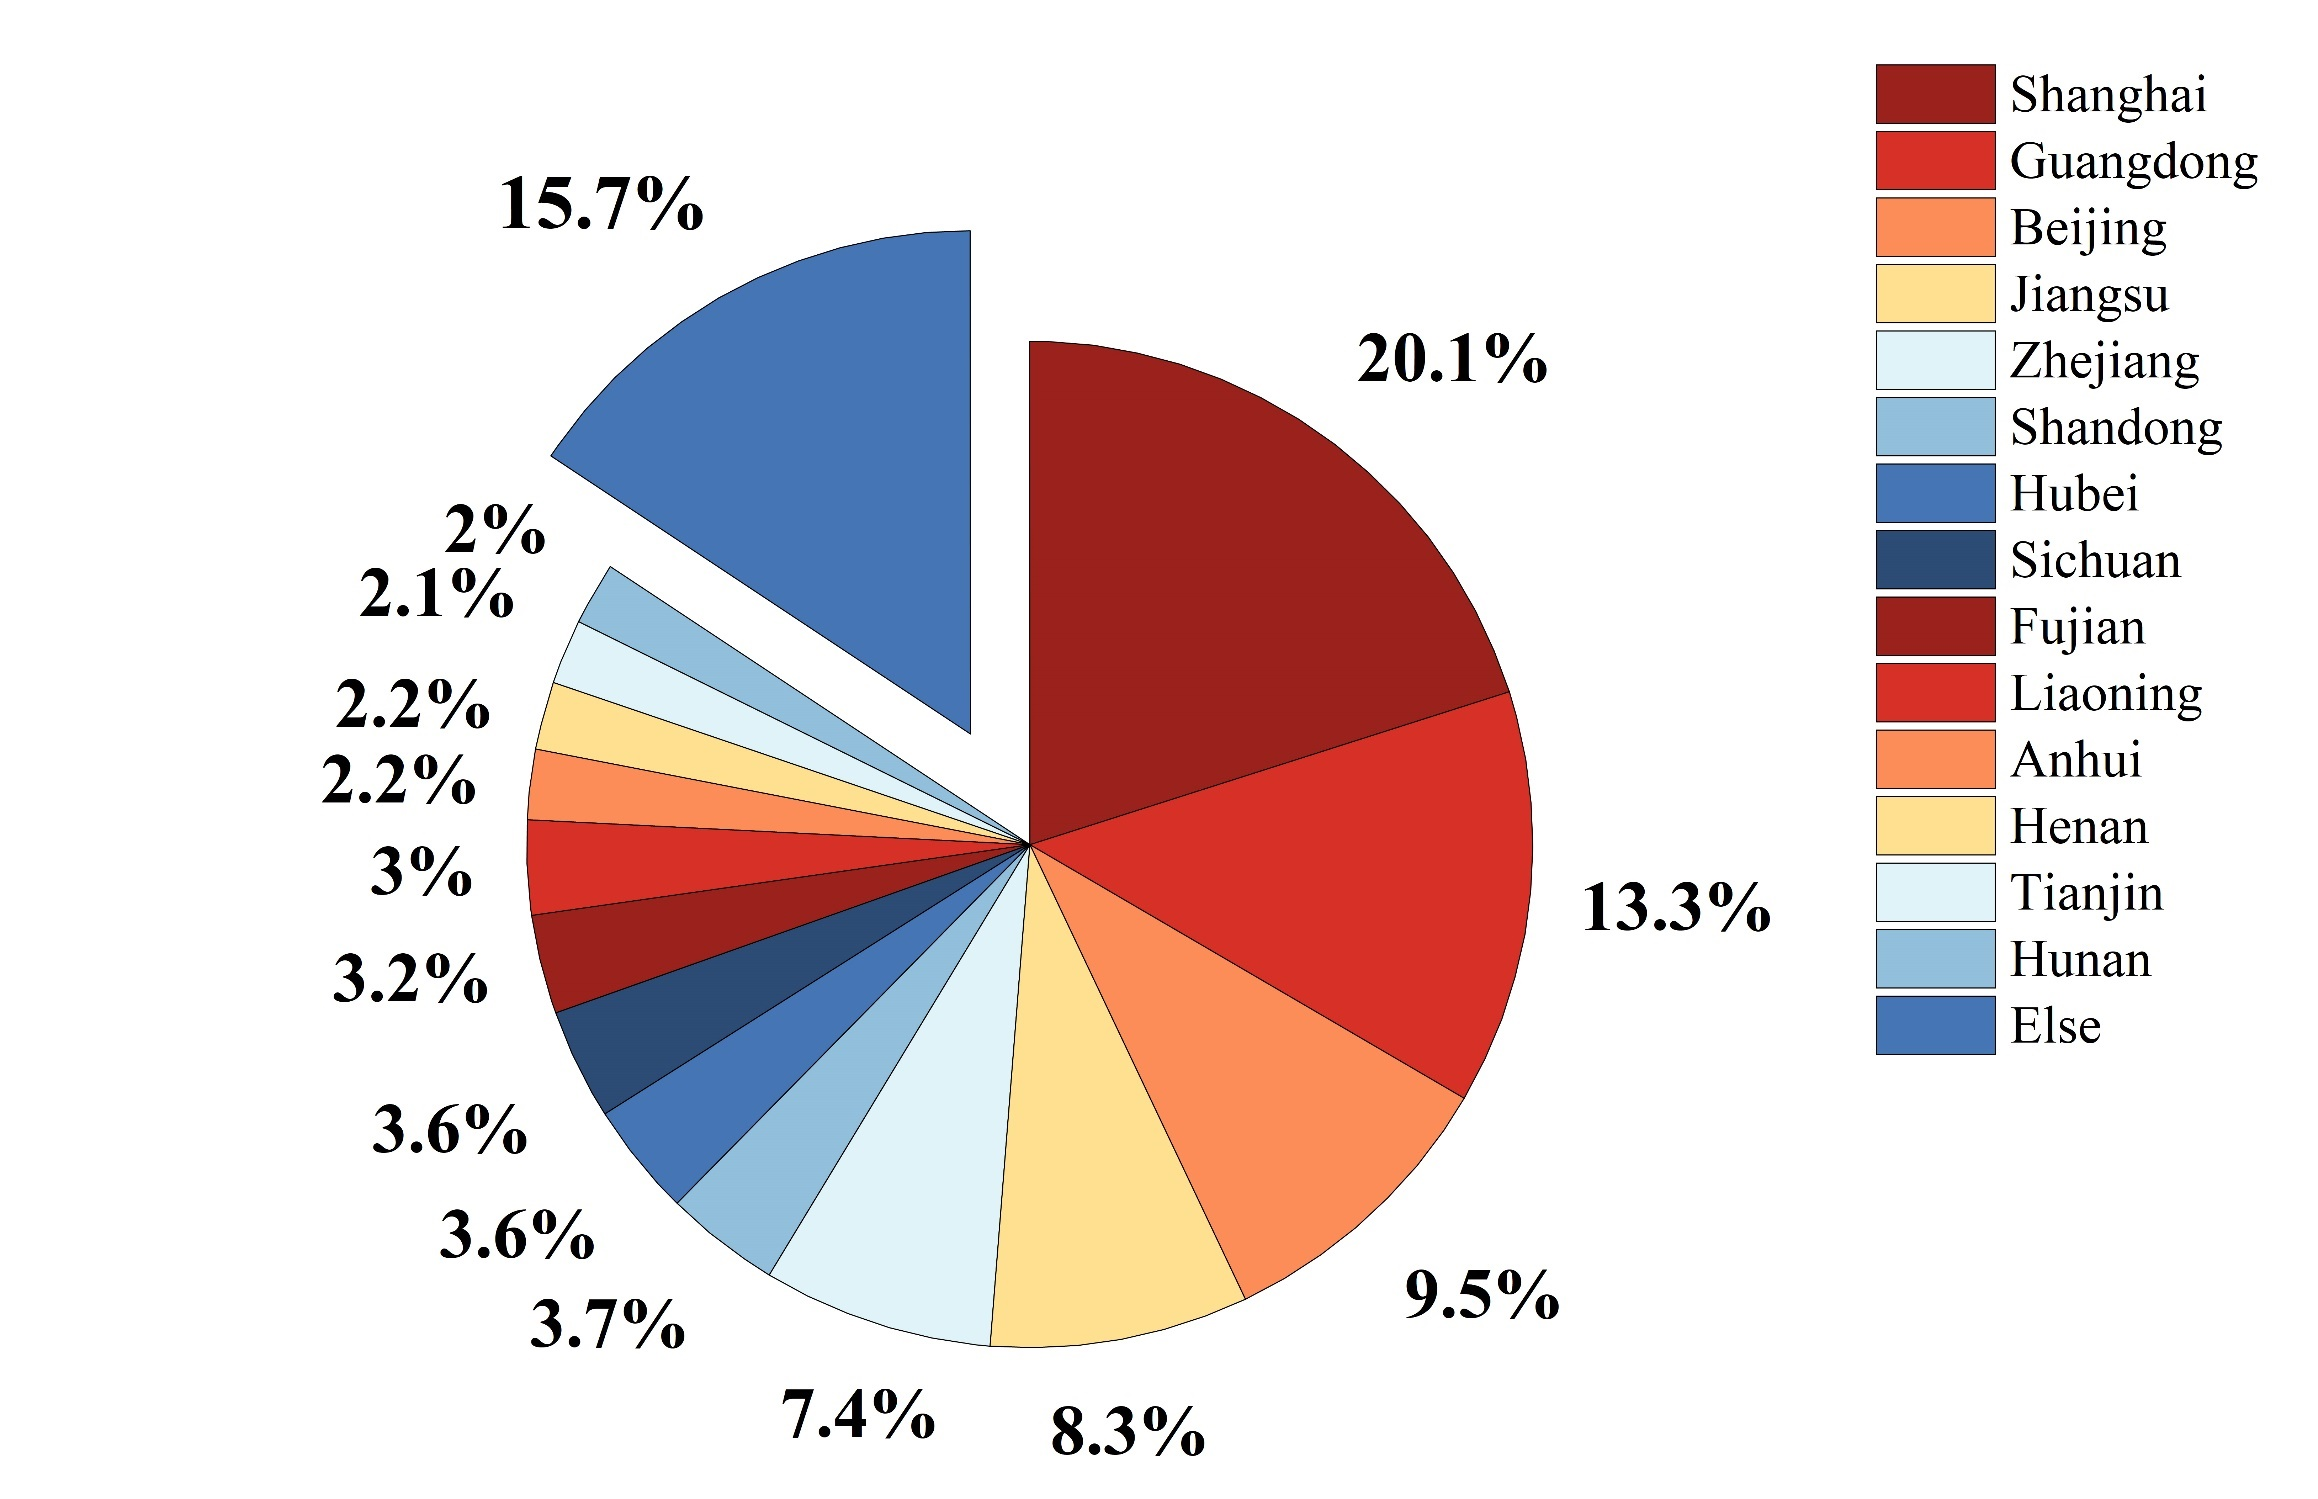 15.7%
20.1%
2%
2.1%
2.2%
2.2%
3%
13.3%
3.2%
3.6%
3.6%
9.5%
3.7%
7.4%
8.3%
Shanghai
Guangdong
Beijing
Jiangsu
Zhejiang
Shandong
Hubei
Sichuan
Fujian
Liaoning
Anhui
Henan
Tianjin
Hunan
Else